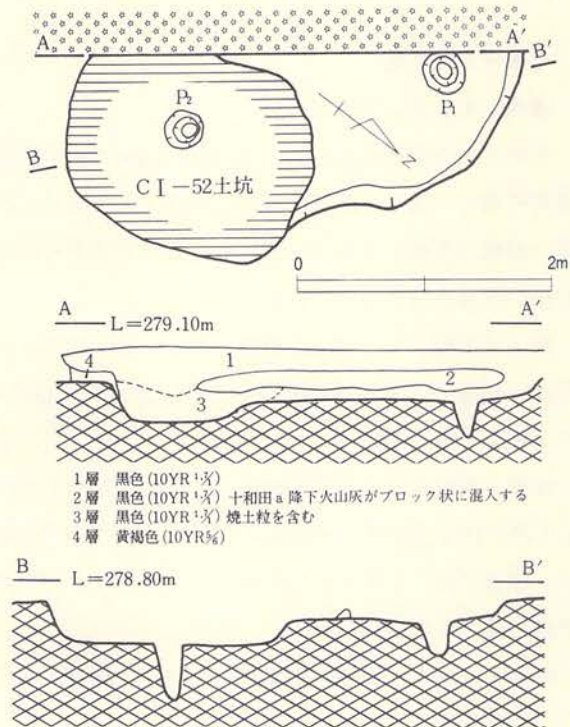 A A′
B′
P₂ P₁
B
N
CⅠ−52土坑
0 2m
A A′
L=279.10m
4 1 2
3
1層 黒色(10YR 1.7/1)
2層 黒色(10YR 1.7/1) 十和田a降下火山灰がブロック状に混入する
3層 黒色(10YR 1.7/1) 焼土粒を含む
4層 黄褐色(10YR 5/6)
B B′
L=278.80m